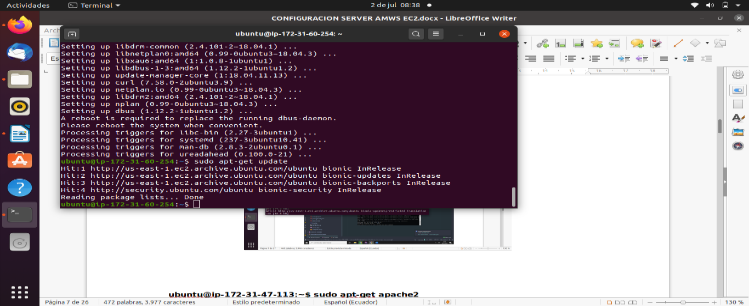 Actividades
Terminal
2 de jul 08:38
CONFIGURACION SERVER AMWS EC2.docx - LibreOffice Writer
ubuntu@ip-172-31-60-254: ~
Setting up libdrm-common (2.4.101-2~18.04.1) ...
Setting up libnetplan0:amd64 (0.99-0ubuntu3~18.04.3) ...
Setting up libxau6:amd64 (1:1.0.8-1ubuntu1) ...
Setting up libdbus-1-3:amd64 (1.12.2-1ubuntu1.2) ...
Setting up update-manager-core (1:18.04.11.13) ...
Setting up curl (7.58.0-2ubuntu3.9) ...
Setting up netplan.io (0.99-0ubuntu3~18.04.3) ...
Setting up libdrm2:amd64 (2.4.101-2~18.04.1) ...
Setting up nplan (0.99-0ubuntu3~18.04.3) ...
Setting up dbus (1.12.2-1ubuntu1.2) ...
A reboot is required to replace the running dbus-daemon.
Please reboot the system when convenient.
Processing triggers for libc-bin (2.27-3ubuntu1) ...
Processing triggers for systemd (237-3ubuntu10.41) ...
Processing triggers for man-db (2.8.3-2ubuntu0.1) ...
Processing triggers for ureadahead (0.100.0-21) ...
ubuntu@ip-172-31-60-254:~$ sudo apt-get update
Hit:1 http://us-east-1.ec2.archive.ubuntu.com/ubuntu bionic InRelease
Hit:2 http://us-east-1.ec2.archive.ubuntu.com/ubuntu bionic-updates InRelease
Hit:3 http://us-east-1.ec2.archive.ubuntu.com/ubuntu bionic-backports InRelease
Hit:4 http://security.ubuntu.com/ubuntu bionic-security InRelease
Reading package lists... Done
ubuntu@ip-172-31-60-254:~$
ubuntu@ip-172-31-47-113:~$ sudo apt-get apache2
Página 7 de 26
472 palabras, 3.977 caracteres
Estilo predeterminado
Español (Ecuador)
130 %